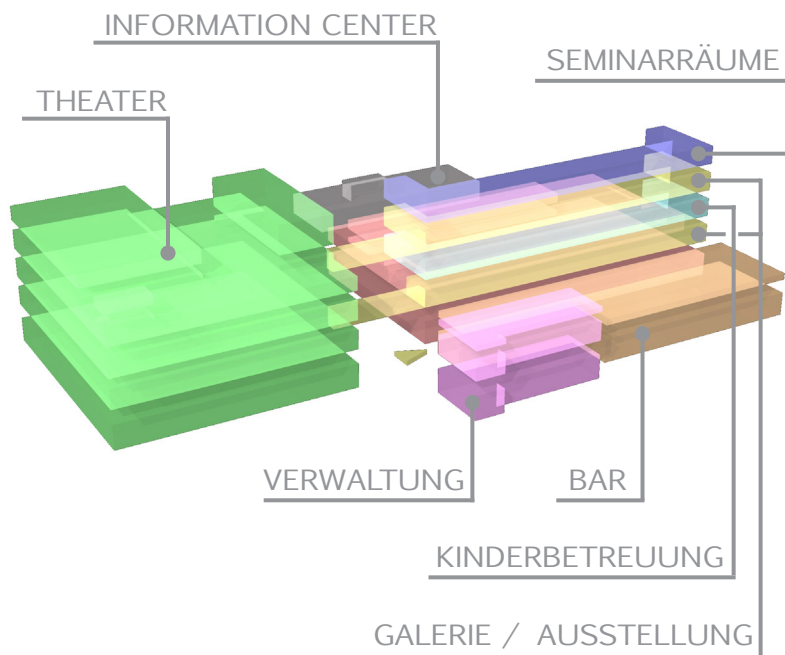 INFORMATION CENTER
SEMINARRÄUME
THEATER
VERWALTUNG
BAR
KINDERBETREUUNG
GALERIE / AUSSTELLUNG